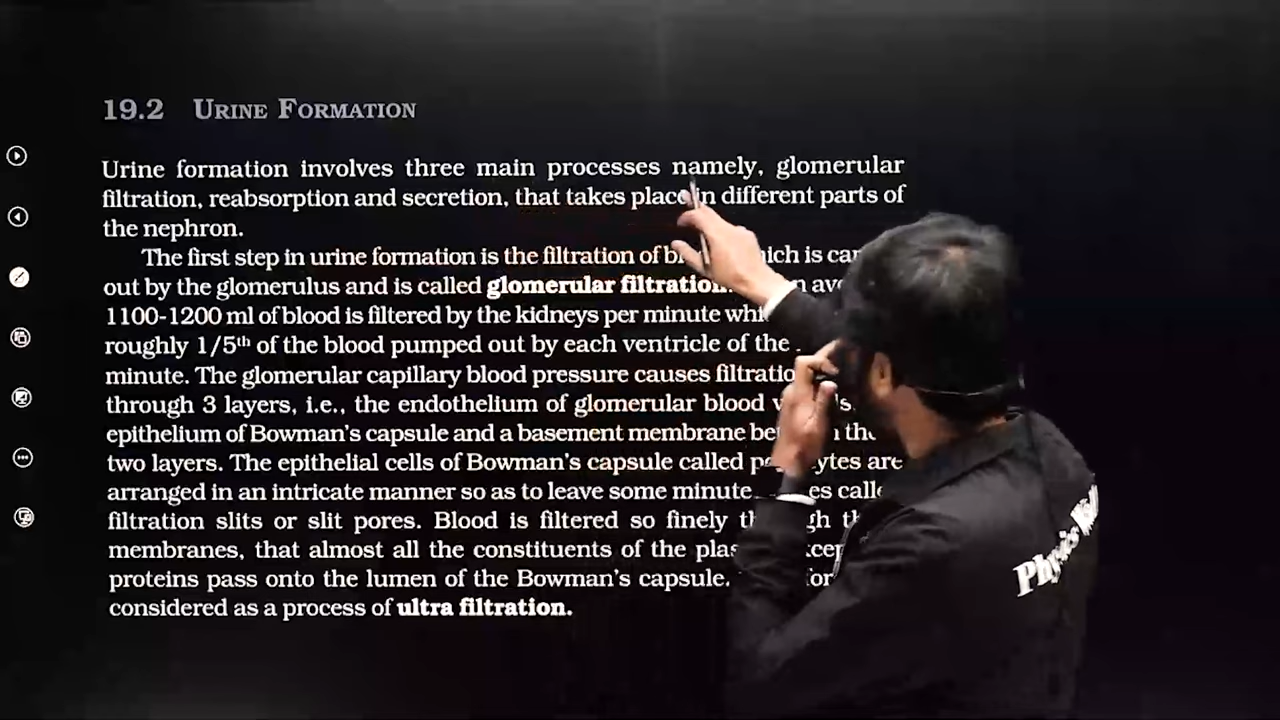 19.2 URINE FORMATION
Urine formation involves three main processes namely, glomerular
filtration, reabsorption and secretion, that takes place in different parts of
the nephron.
The first step in urine formation is the filtration of which is
out by the glomerulus and is called glomerular filtration.
1100-1200 ml of blood is filtered by the kidneys per minute
roughly 1/5th of the blood pumped out by each ventricle of the
minute. The glomerular capillary blood pressure causes
through 3 layers, i.e., the endothelium of glomerular blood
epithelium of Bowman's capsule and a basement membrane
two layers. The epithelial cells of Bowman's capsule called podocytes are
arranged in an intricate manner so as to leave some minute
filtration slits or slit pores. Blood is filtered so finely through
membranes, that almost all the constituents of the
proteins pass onto the lumen of the Bowman's capsule.
considered as a process of ultra filtration.
Physics